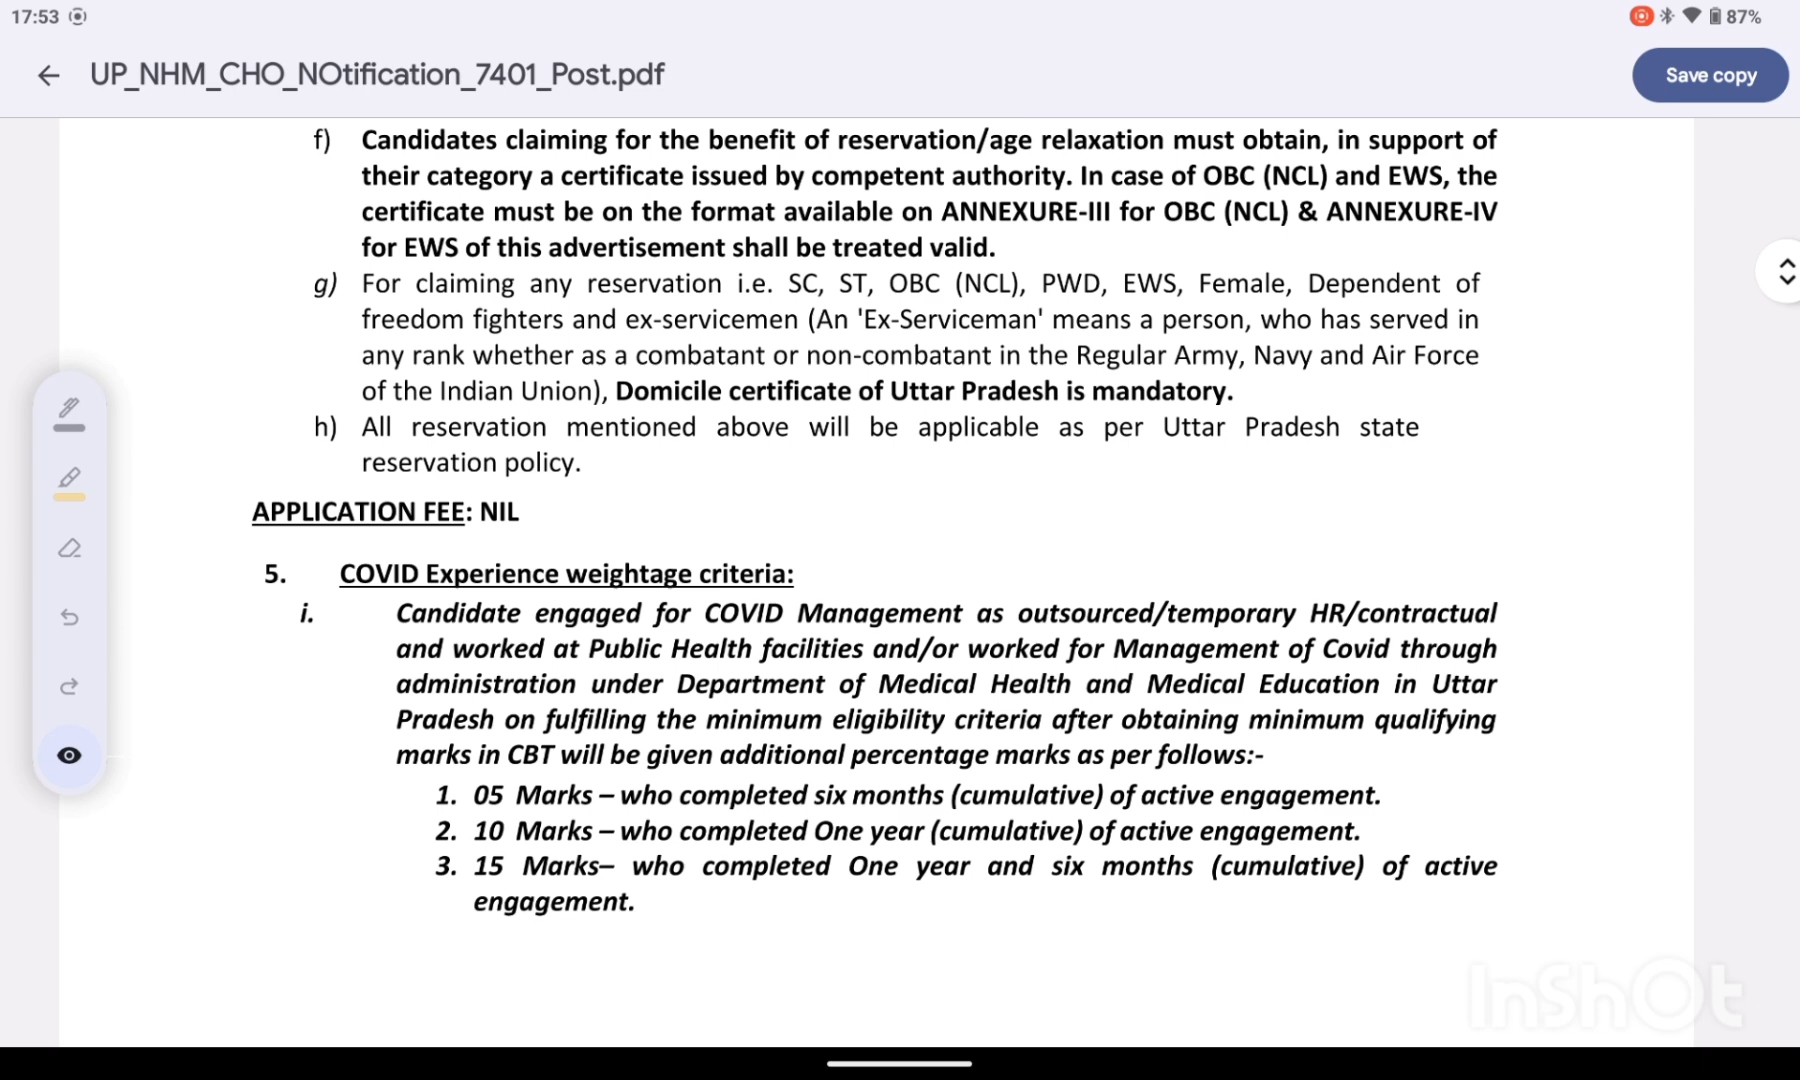 17:53
87%
UP_NHM_CHO_NOtification_7401_Post.pdf
Save copy
f) Candidates claiming for the benefit of reservation/age relaxation must obtain, in support of
their category a certificate issued by competent authority. In case of OBC (NCL) and EWS, the
certificate must be on the format available on ANNEXURE-III for OBC (NCL) & ANNEXURE-IV
for EWS of this advertisement shall be treated valid.
g) For claiming any reservation i.e. SC, ST, OBC (NCL), PWD, EWS, Female, Dependent of
freedom fighters and ex-servicemen (An 'Ex-Serviceman' means a person, who has served in
any rank whether as a combatant or non-combatant in the Regular Army, Navy and Air Force
of the Indian Union), Domicile certificate of Uttar Pradesh is mandatory.
h) All reservation mentioned above will be applicable as per Uttar Pradesh state
reservation policy.
APPLICATION FEE: NIL
5. COVID Experience weightage criteria:
i. Candidate engaged for COVID Management as outsourced/temporary HR/contractual
and worked at Public Health facilities and/or worked for Management of Covid through
administration under Department of Medical Health and Medical Education in Uttar
Pradesh on fulfilling the minimum eligibility criteria after obtaining minimum qualifying
marks in CBT will be given additional percentage marks as per follows:-
1. 05 Marks – who completed six months (cumulative) of active engagement.
2. 10 Marks – who completed One year (cumulative) of active engagement.
3. 15 Marks– who completed One year and six months (cumulative) of active
engagement.
InShOt